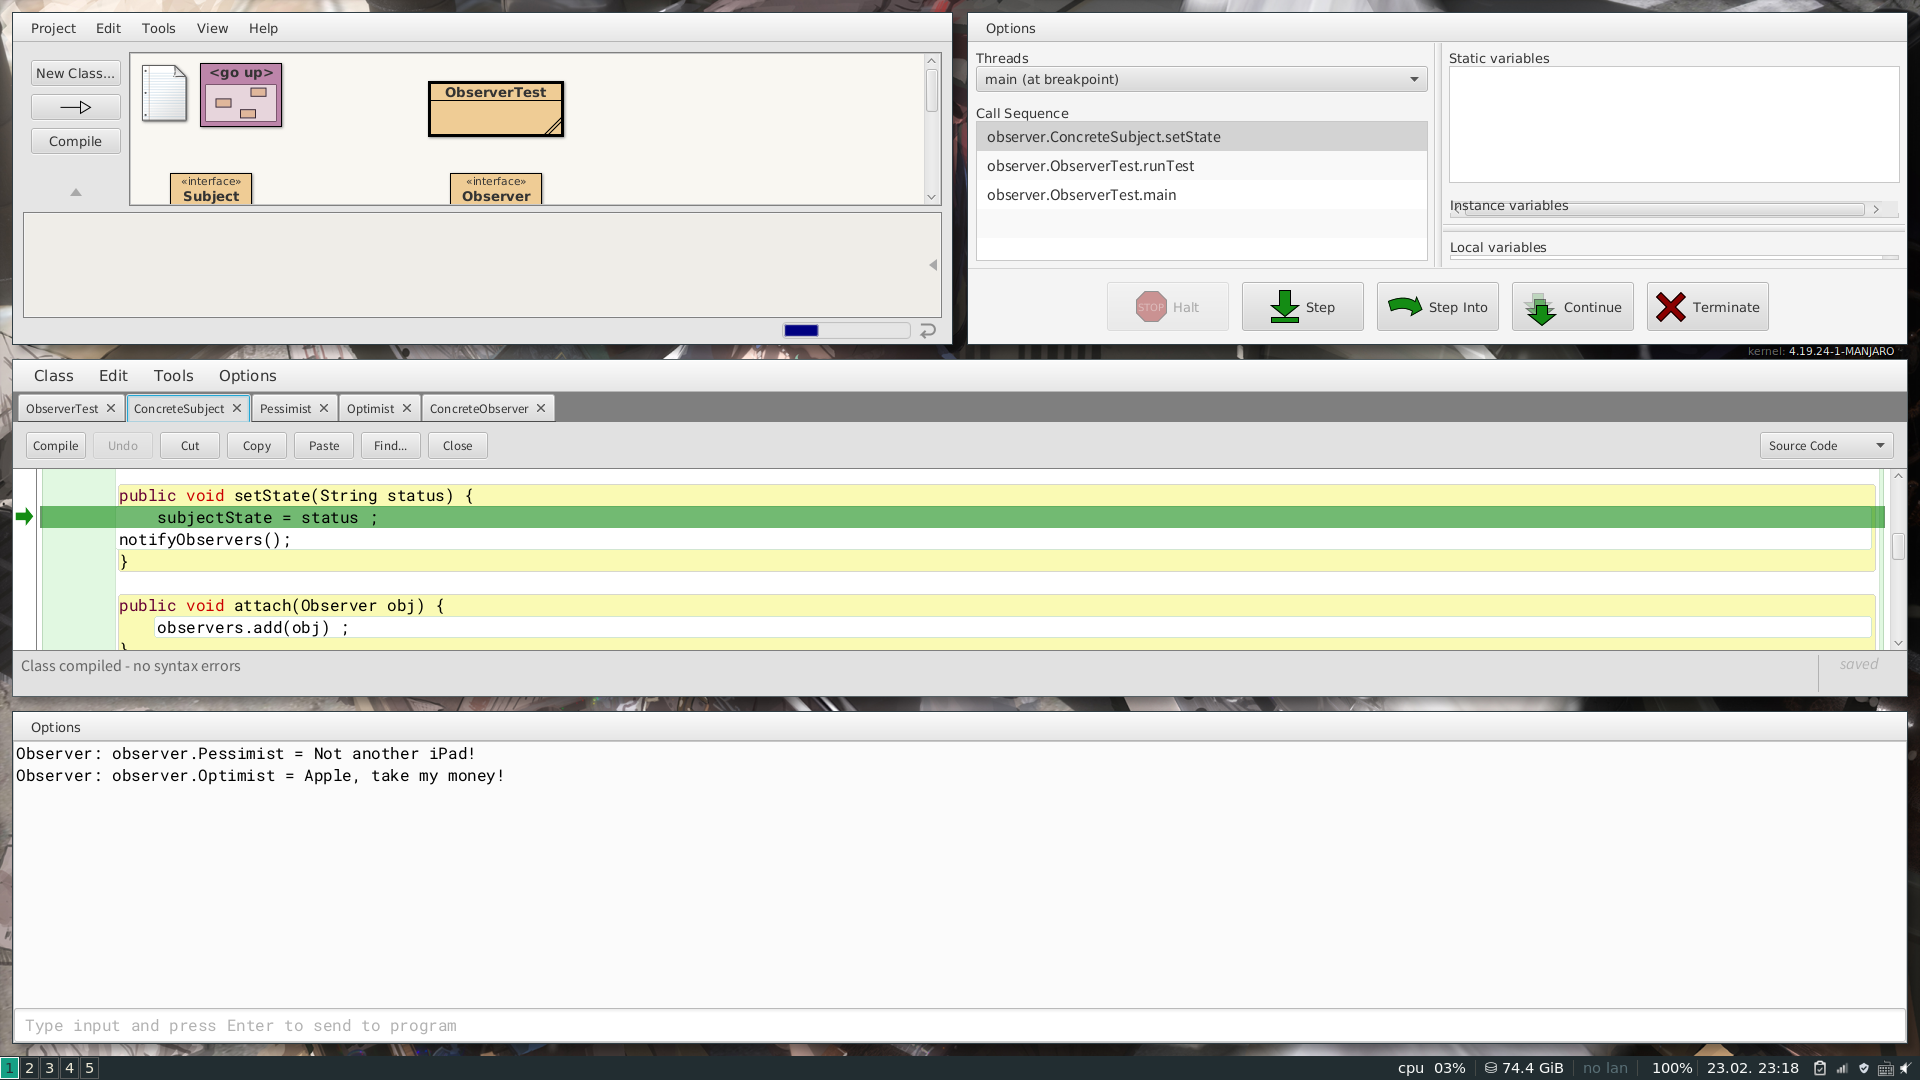 Project Edit Tools View Help
New Class...
Compile
<go up>
ObserverTest
«interface»
Subject
«interface»
Observer
Options
Threads
main (at breakpoint)
Call Sequence
observer.ConcreteSubject.setState
observer.ObserverTest.runTest
observer.ObserverTest.main
Static variables
Instance variables
Local variables
STOP Halt
Step
Step Into
Continue
Terminate
kernel: 4.19.24-1-MANJARO
Class Edit Tools Options
ObserverTest ConcreteSubject Pessimist Optimist ConcreteObserver
Compile Undo Cut Copy Paste Find... Close Source Code
public void setState(String status) {
subjectState = status ;
notifyObservers();
}
public void attach(Observer obj) {
observers.add(obj) ;
}
Class compiled - no syntax errors
saved
Options
Observer: observer.Pessimist = Not another iPad!
Observer: observer.Optimist = Apple, take my money!
Type input and press Enter to send to program
1 2 3 4 5 cpu 03% 74.4 GiB no lan 100% 23.02. 23:18